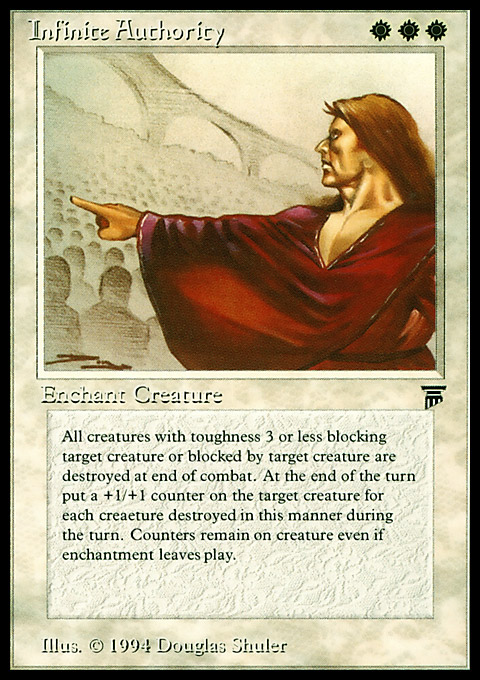 Infinite Authority
Enchant Creature
All creatures with toughness 3 or less blocking
target creature or blocked by target creature are
destroyed at end of combat. At the end of the turn
put a +1/+1 counter on the target creature for
each creaeture destroyed in this manner during
the turn. Counters remain on creature even if
enchantment leaves play.
Illus. © 1994 Douglas Shuler